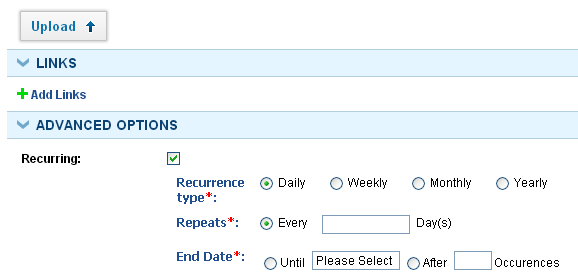 Upload
LINKS
Add Links
ADVANCED OPTIONS
Recurring:
Recurrence type*: Daily Weekly Monthly Yearly
Repeats*: Every Day(s)
End Date*: Until Please Select After Occurences